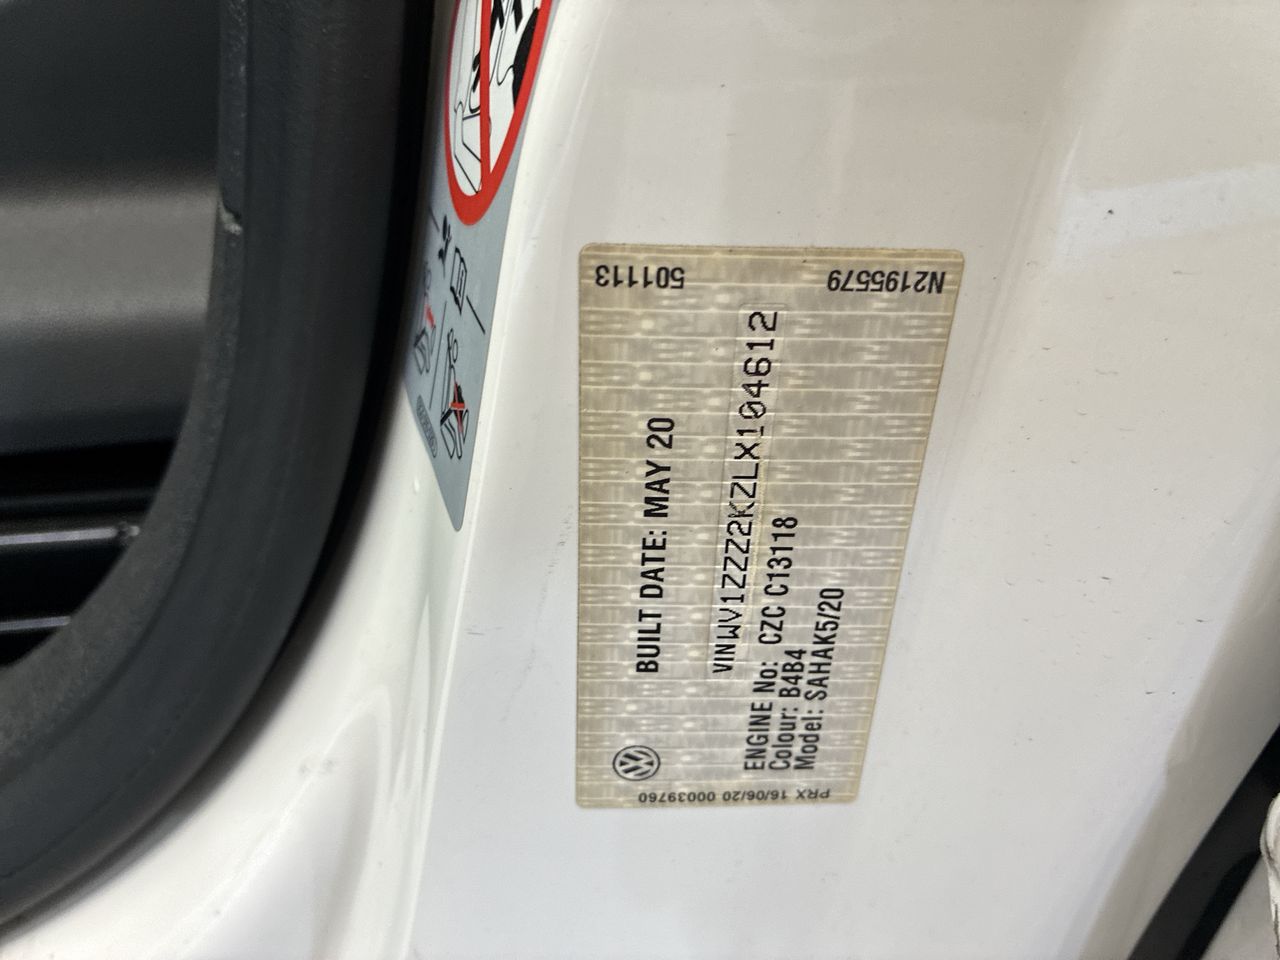 N2195579
501113
BUILT DATE: MAY 20
VIN WV1ZZZ2KZLX104612
ENGINE No: CZC C13118
Colour: B4B4
Model: SAHAK5/20
PRX 16/06/20 00039760